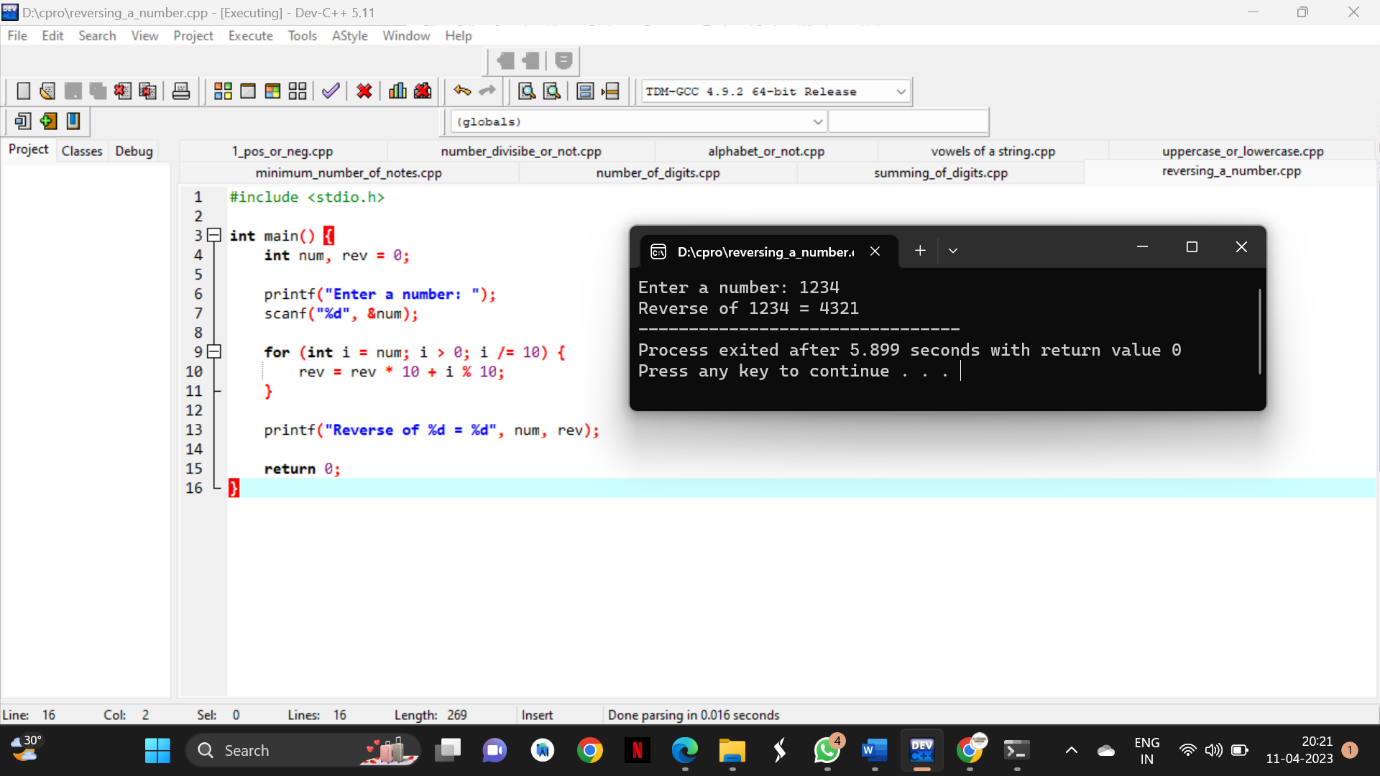 D:\cpro\reversing_a_number.cpp - [Executing] - Dev-C++ 5.11
File Edit Search View Project Execute Tools AStyle Window Help
TDM-GCC 4.9.2 64-bit Release
(globals)
Project Classes Debug
1_pos_or_neg.cpp number_divisibe_or_not.cpp alphabet_or_not.cpp vowels of a string.cpp uppercase_or_lowercase.cpp
minimum_number_of_notes.cpp number_of_digits.cpp summing_of_digits.cpp reversing_a_number.cpp
1 #include <stdio.h>
2
3 int main() {
4 int num, rev = 0;
5
6 printf("Enter a number: ");
7 scanf("%d", &num);
8
9 for (int i = num; i > 0; i /= 10) {
10 rev = rev * 10 + i % 10;
11 }
12
13 printf("Reverse of %d = %d", num, rev);
14
15 return 0;
16 }
D:\cpro\reversing_a_number.
Enter a number: 1234
Reverse of 1234 = 4321
--------------------------------
Process exited after 5.899 seconds with return value 0
Press any key to continue . . .
Line: 16 Col: 2 Sel: 0 Lines: 16 Length: 269 Insert Done parsing in 0.016 seconds
30°
Search
N
4
W
DEV
ENG
IN
20:21
11-04-2023
1